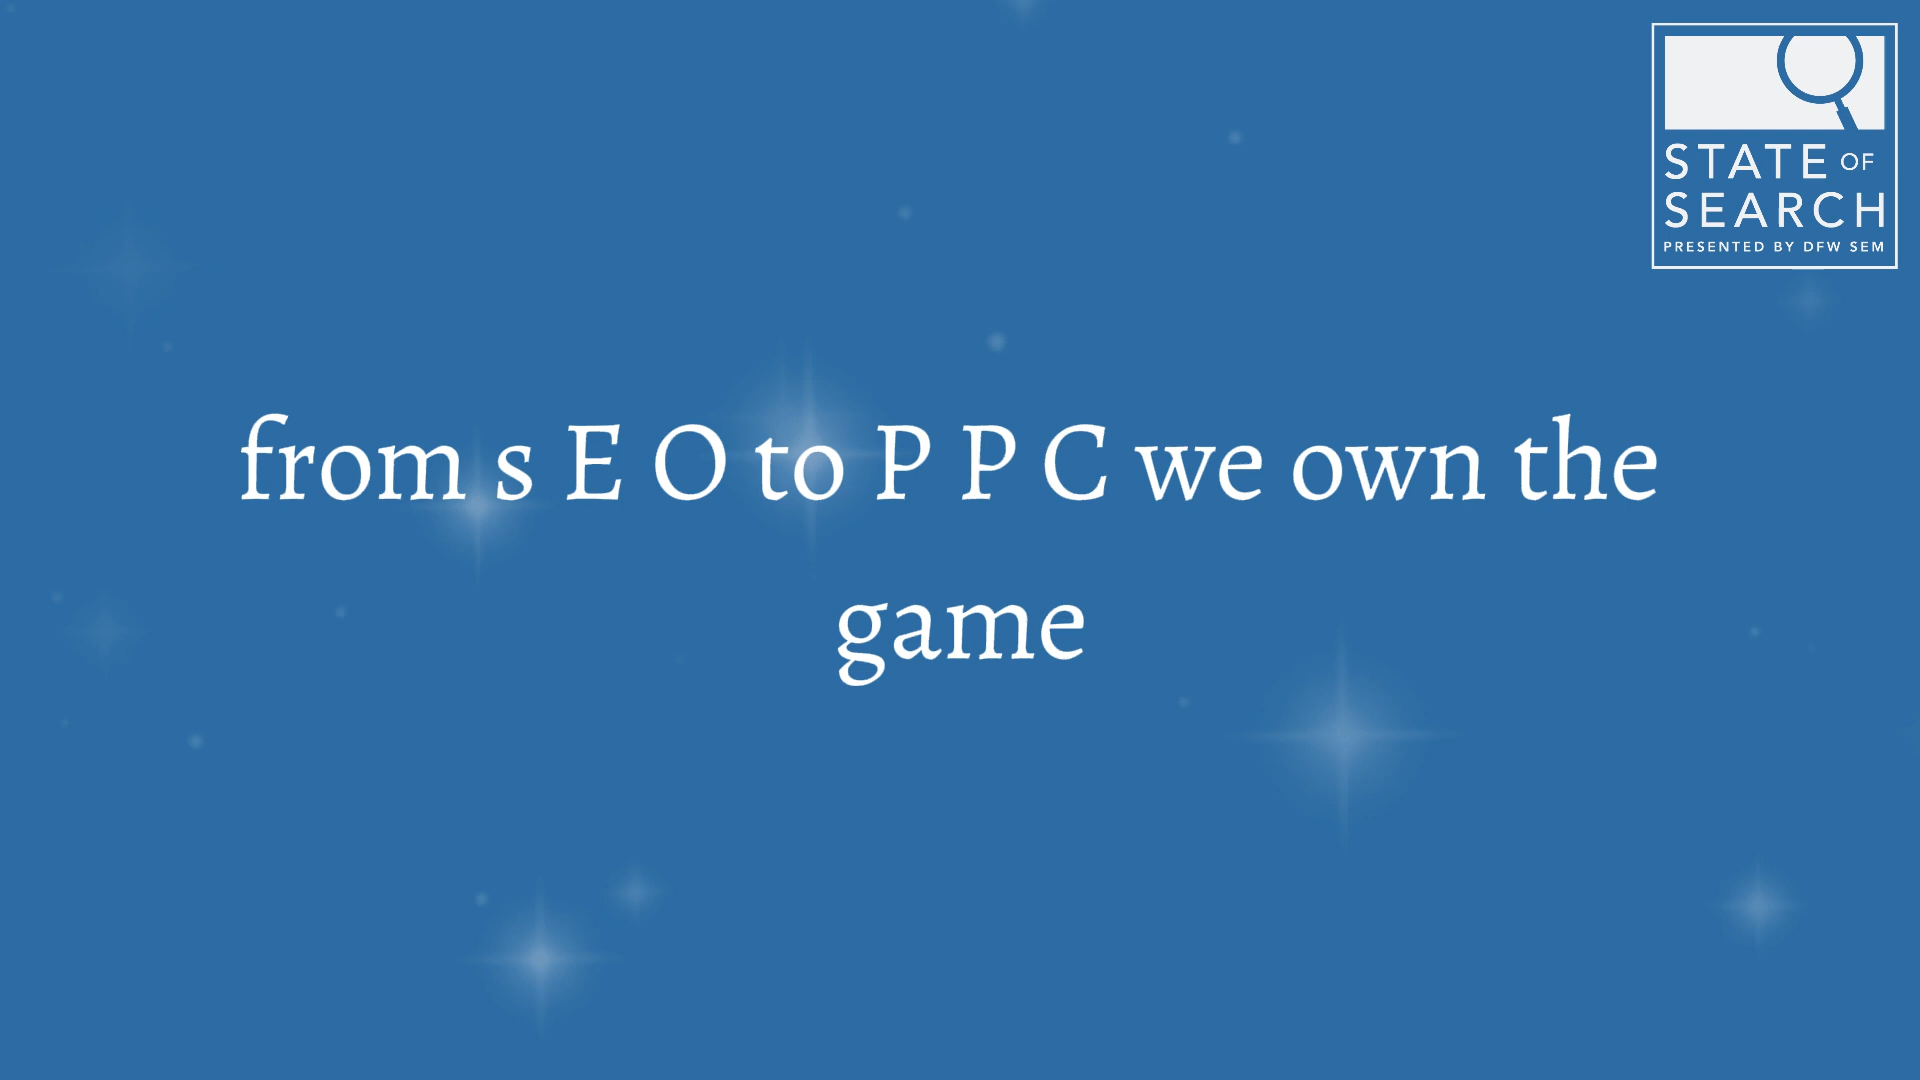 STATE OF
SEARCH
PRESENTED BY DFW SEM
from s E O to P P C we own the
game